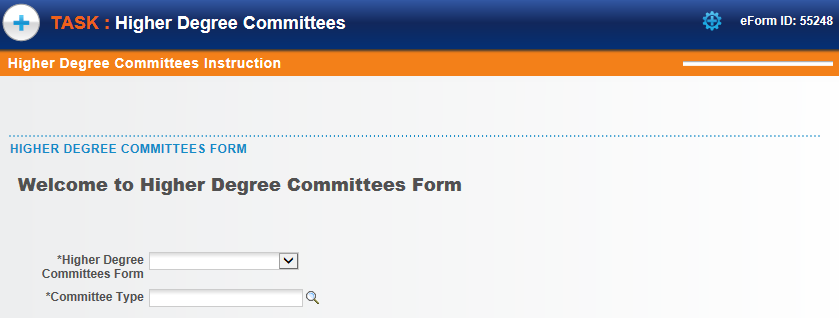 TASK : Higher Degree Committees
eForm ID: 55248
Higher Degree Committees Instruction
HIGHER DEGREE COMMITTEES FORM
Welcome to Higher Degree Committees Form
*Higher Degree
Committees Form
*Committee Type